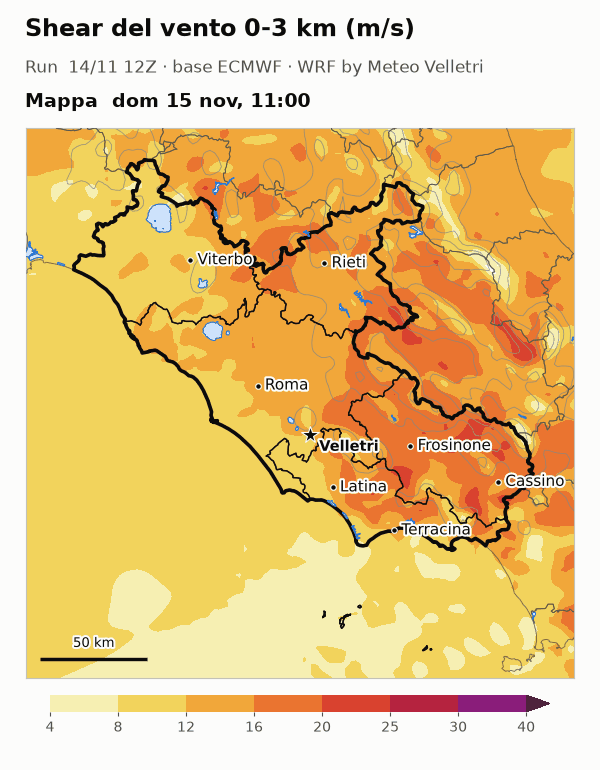 Shear del vento 0-3 km (m/s)
Run  14/11 12Z · base ECMWF · WRF by Meteo Velletri
Mappa  dom 15 nov, 11:00
Viterbo
Rieti
Roma
Velletri
Frosinone
Latina
Cassino
Terracina
50 km
4 8 12 16 20 25 30 40